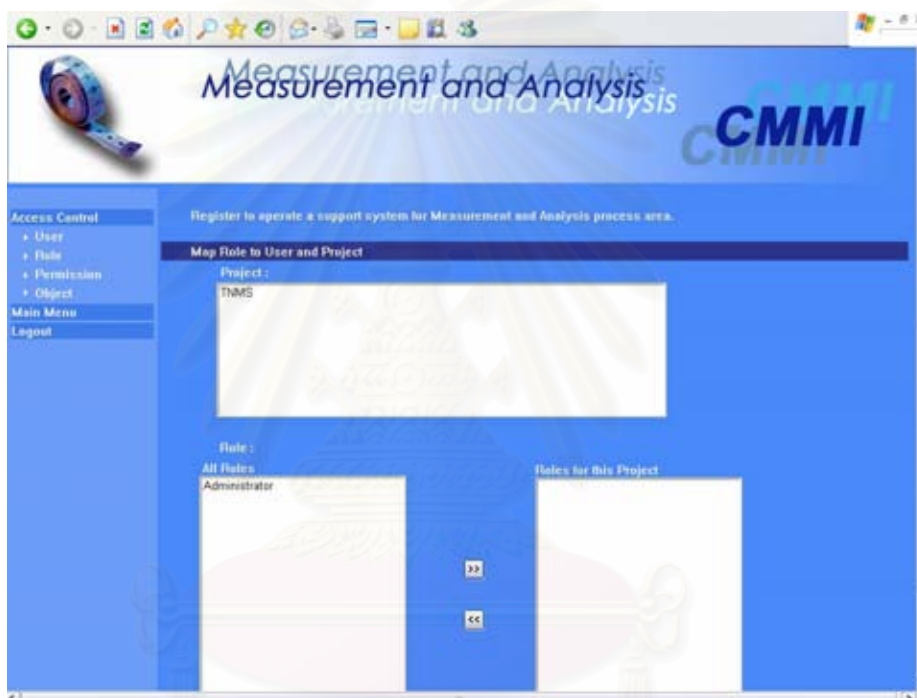 Measurement and Analysis
CMMI
Access Control
User
Role
Permission
Object
Main Menu
Logout
Register to operate a support system for Measurement and Analysis process area.
Map Role to User and Project
Project :
TNMS
Role :
All Roles
Roles for this Project
Administrator
>>
<<